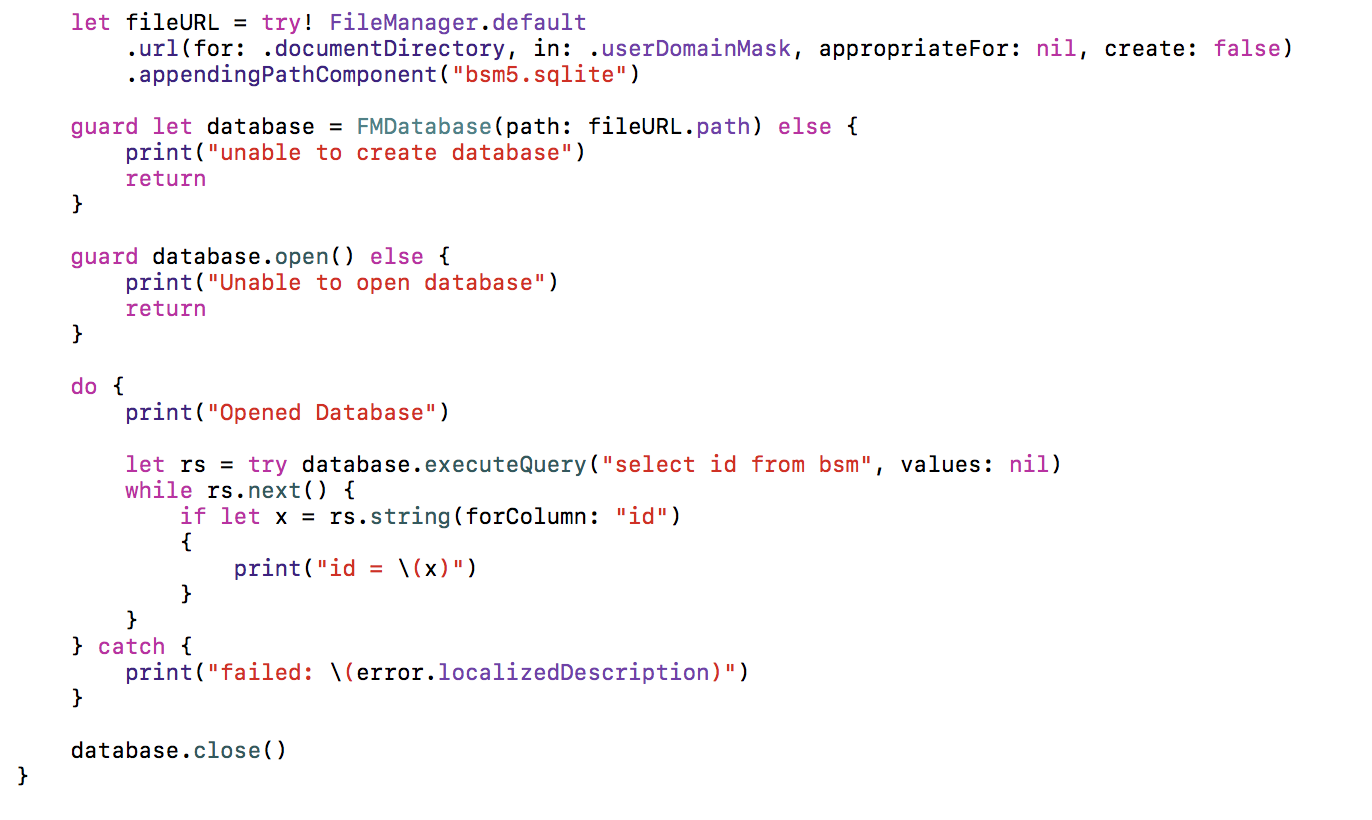 let fileURL = try! FileManager.default
.url(for: .documentDirectory, in: .userDomainMask, appropriateFor: nil, create: false)
.appendingPathComponent("bsm5.sqlite")
guard let database = FMDatabase(path: fileURL.path) else {
print("unable to create database")
return
}
guard database.open() else {
print("Unable to open database")
return
}
do {
print("Opened Database")
let rs = try database.executeQuery("select id from bsm", values: nil)
while rs.next() {
if let x = rs.string(forColumn: "id")
{
print("id = \(x)")
}
}
} catch {
print("failed: \(error.localizedDescription)")
}
database.close()
}